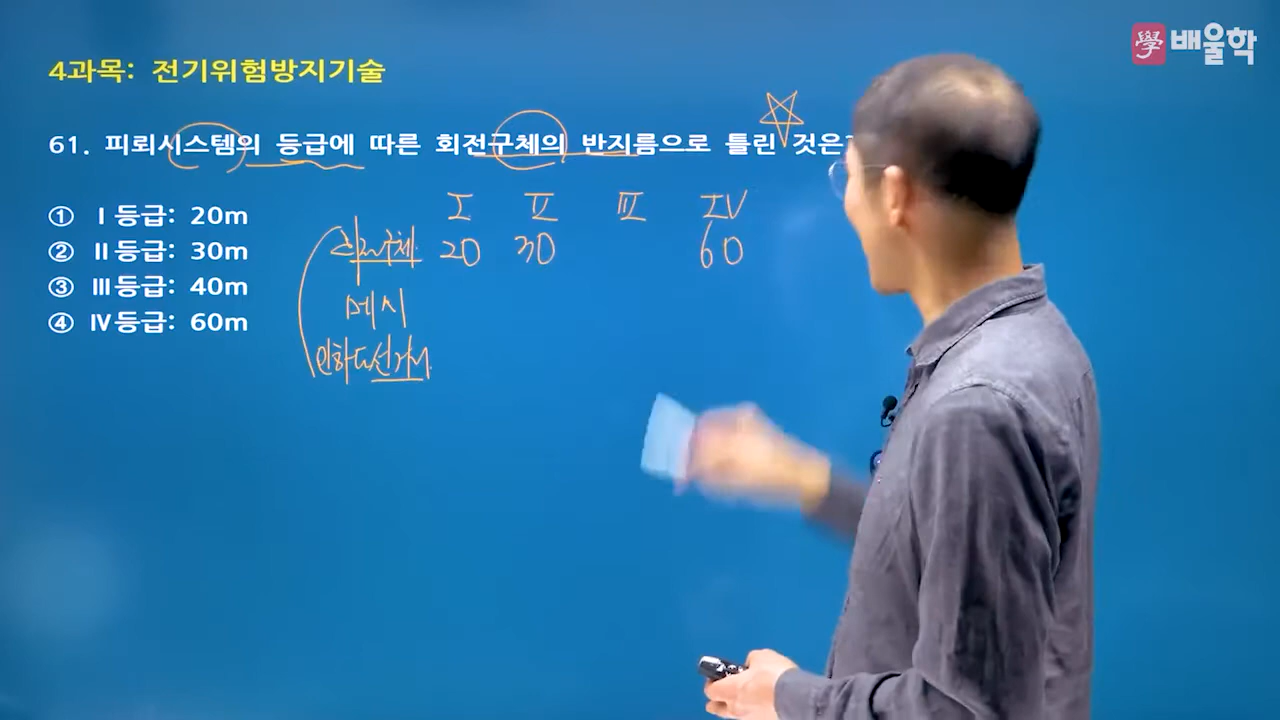 學 배울학
4과목: 전기위험방지기술
61. 피뢰시스템의 등급에 따른 회전구체의 반지름으로 틀린 것은?
① Ⅰ등급: 20m
② Ⅱ등급: 30m
③ Ⅲ등급: 40m
④ Ⅳ등급: 60m
Ⅰ Ⅱ Ⅲ Ⅳ
회전구체 20 30 60
메시
인하도선간격